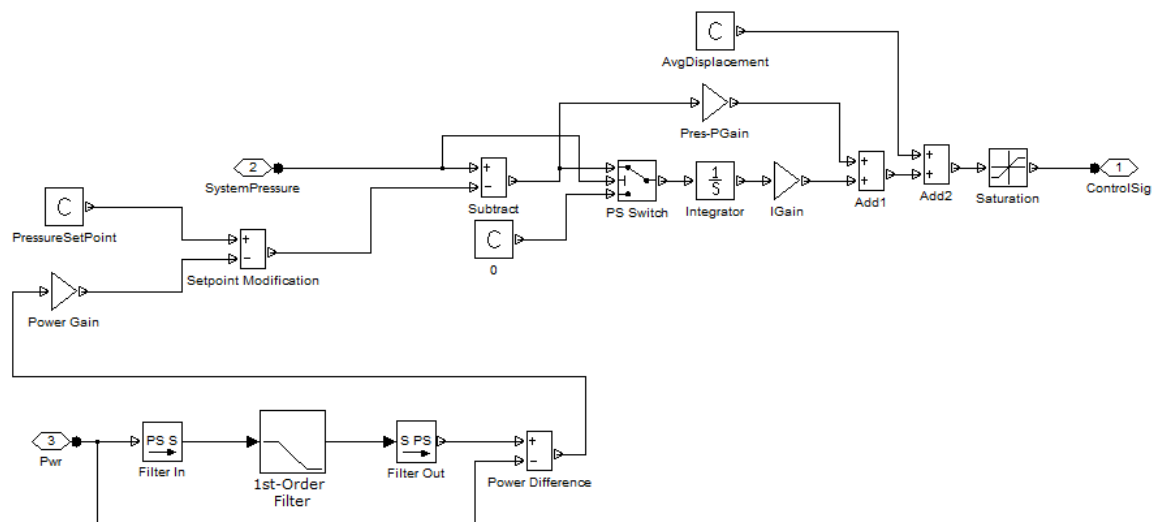 C
AvgDisplacement
Pres-PGain
2
SystemPressure
+
−
Subtract
PS Switch
1
S
Integrator
IGain
+
+
Add1
+
+
Add2
Saturation
1
ControlSig
C
PressureSetPoint
+
−
Setpoint Modification
C
0
Power Gain
3
Pwr
PS S
Filter In
1st-Order
Filter
S PS
Filter Out
+
−
Power Difference